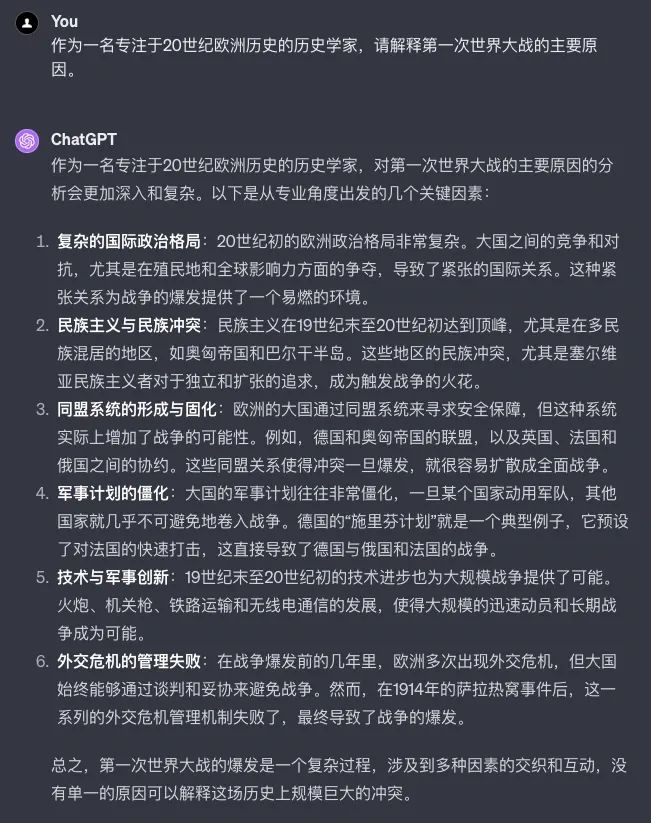 You
作为一名专注于20世纪欧洲历史的历史学家，请解释第一次世界大战的主要原
因。
ChatGPT
作为一名专注于20世纪欧洲历史的历史学家，对第一次世界大战的主要原因的分
析会更加深入和复杂。以下是从专业角度出发的几个关键因素：
1. 复杂的国际政治格局：20世纪初的欧洲政治格局非常复杂。大国之间的竞争和对
抗，尤其是在殖民地和全球影响力方面的争夺，导致了紧张的国际关系。这种紧
张关系为战争的爆发提供了一个易燃的环境。
2. 民族主义与民族冲突：民族主义在19世纪末至20世纪初达到顶峰，尤其是在多民
族混居的地区，如奥匈帝国和巴尔干半岛。这些地区的民族冲突，尤其是塞尔维
亚民族主义者对于独立和扩张的追求，成为触发战争的火花。
3. 同盟系统的形成与固化：欧洲的大国通过同盟系统来寻求安全保障，但这种系统
实际上增加了战争的可能性。例如，德国和奥匈帝国的联盟，以及英国、法国和
俄国之间的协约。这些同盟关系使得冲突一旦爆发，就很容易扩散成全面战争。
4. 军事计划的僵化：大国的军事计划往往非常僵化，一旦某个国家动用军队，其他
国家就几乎不可避免地卷入战争。德国的“施里芬计划”就是一个典型例子，它预设
了对法国的快速打击，这直接导致了德国与俄国和法国的战争。
5. 技术与军事创新：19世纪末至20世纪初的技术进步也为大规模战争提供了可能。
火炮、机关枪、铁路运输和无线电通信的发展，使得大规模的迅速动员和长期战
争成为可能。
6. 外交危机的管理失败：在战争爆发前的几年里，欧洲多次出现外交危机，但大国
始终能够通过谈判和妥协来避免战争。然而，在1914年的萨拉热窝事件后，这一
系列的外交危机管理机制失败了，最终导致了战争的爆发。
总之，第一次世界大战的爆发是一个复杂过程，涉及到多种因素的交织和互动，没
有单一的原因可以解释这场历史上规模巨大的冲突。